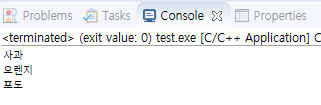 Problems Tasks Console Properties
<terminated> (exit value: 0) test.exe [C/C++ Application] C
사과
오렌지
포도